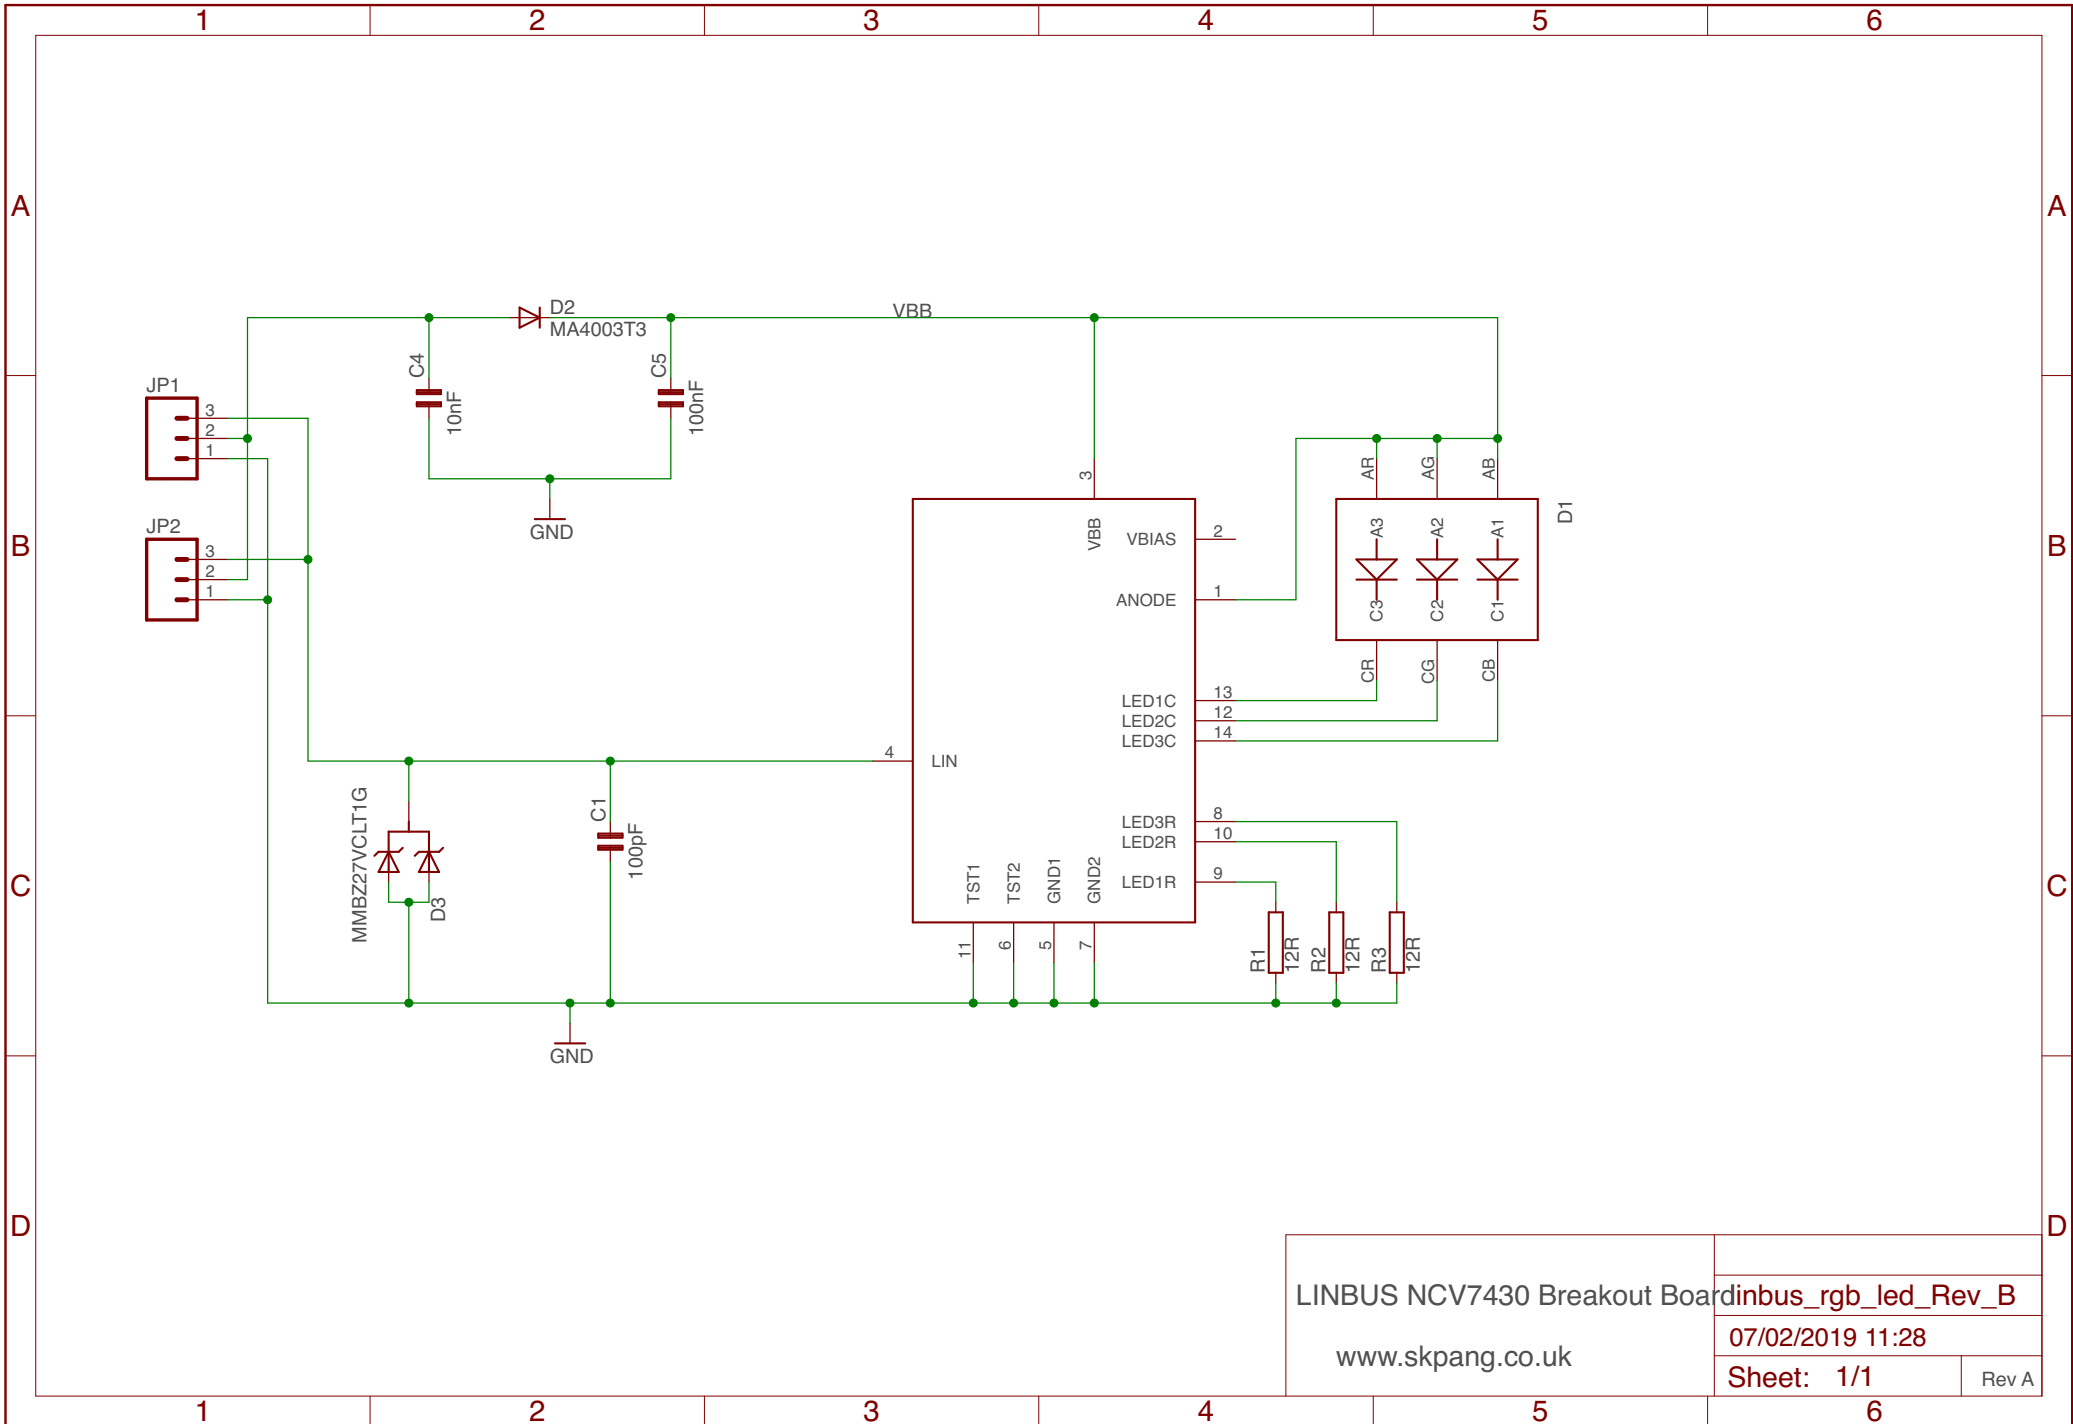 1 2 3 4 5 6
A A
D2
VBB
MA4003T3
C4
10nF
C5
100nF
JP1
3
2
1
GND
JP2
3
2
1
B B
3
VBB
VBIAS 2
ANODE 1
AR AG AB
A3 A2 A1
C3 C2 C1
CR CG CB
D1
LED1C 13
LED2C 12
LED3C 14
4 LIN
MMBZ27VCLT1G
D3
C1
100pF
LED3R 8
LED2R 10
LED1R 9
C C
TST1 TST2 GND1 GND2
11 6 5 7
R1 12R R2 12R R3 12R
GND
D D
LINBUS NCV7430 Breakout Board
linbus_rgb_led_Rev_B
07/02/2019 11:28
www.skpang.co.uk
Sheet: 1/1
Rev A
1 2 3 4 5 6